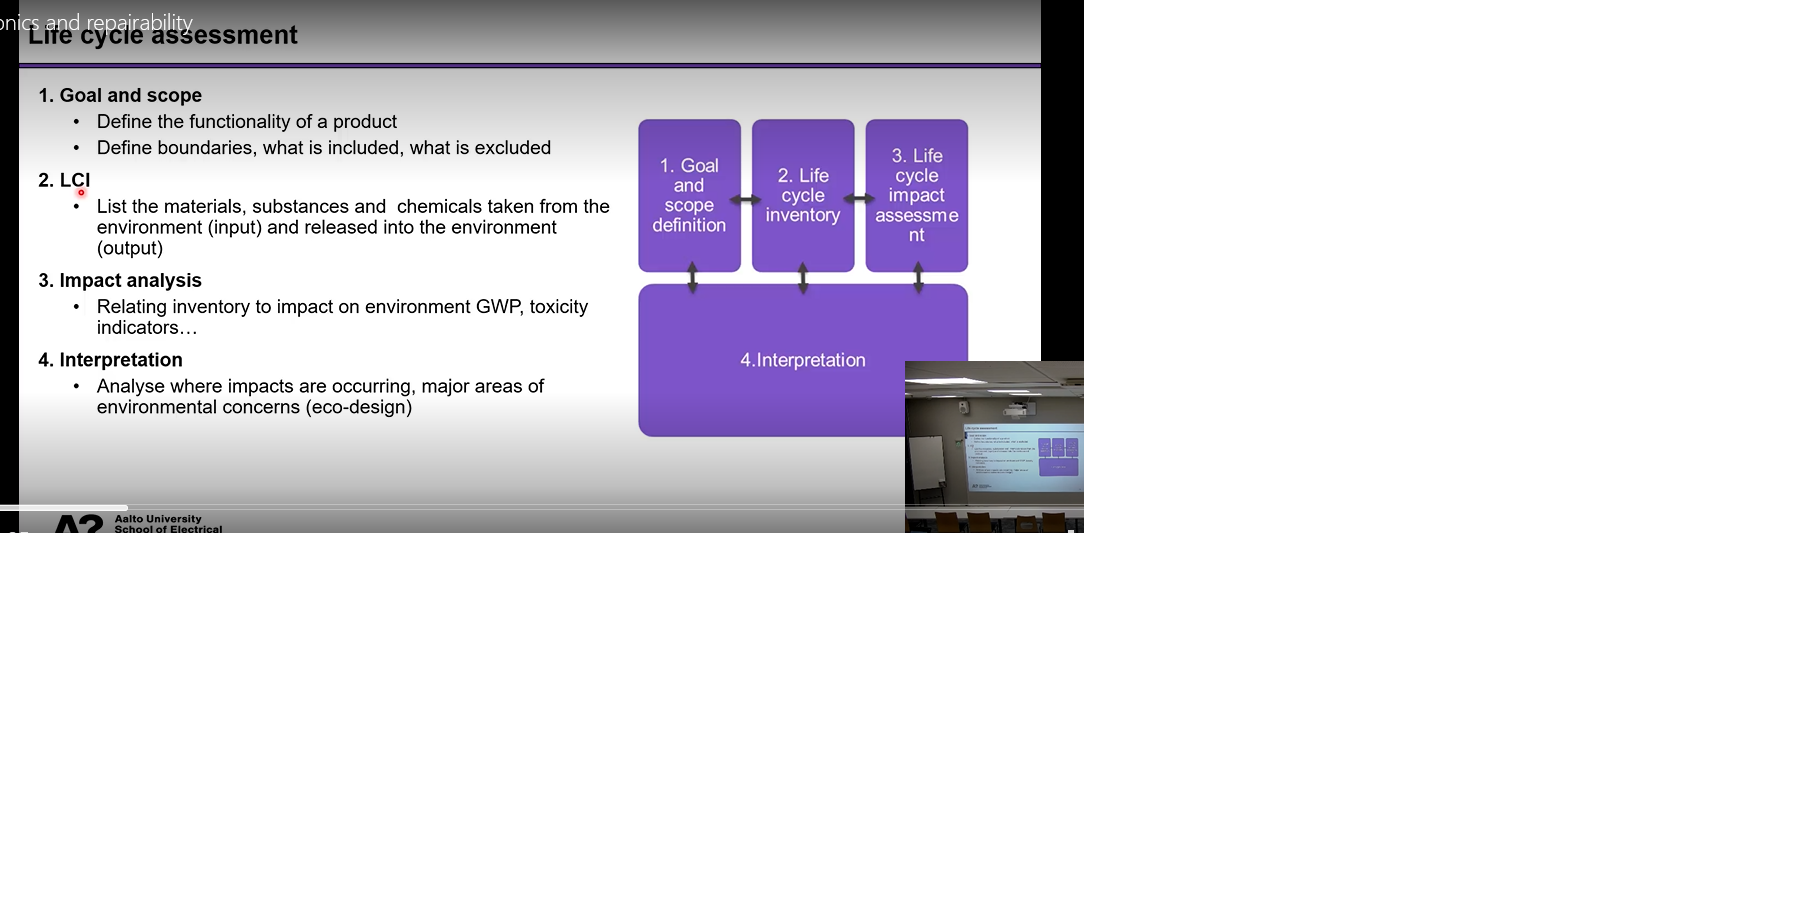 onics and repairability
Life cycle assessment
1. Goal and scope
• Define the functionality of a product
• Define boundaries, what is included, what is excluded
2. LCI
• List the materials, substances and  chemicals taken from the
environment (input) and released into the environment
(output)
3. Impact analysis
• Relating inventory to impact on environment GWP, toxicity
indicators…
4. Interpretation
• Analyse where impacts are occurring, major areas of
environmental concerns (eco-design)
1. Goal
and
scope
definition
2. Life
cycle
inventory
3. Life
cycle
impact
assessme
nt
4.Interpretation
A?
Aalto University
School of Electrical